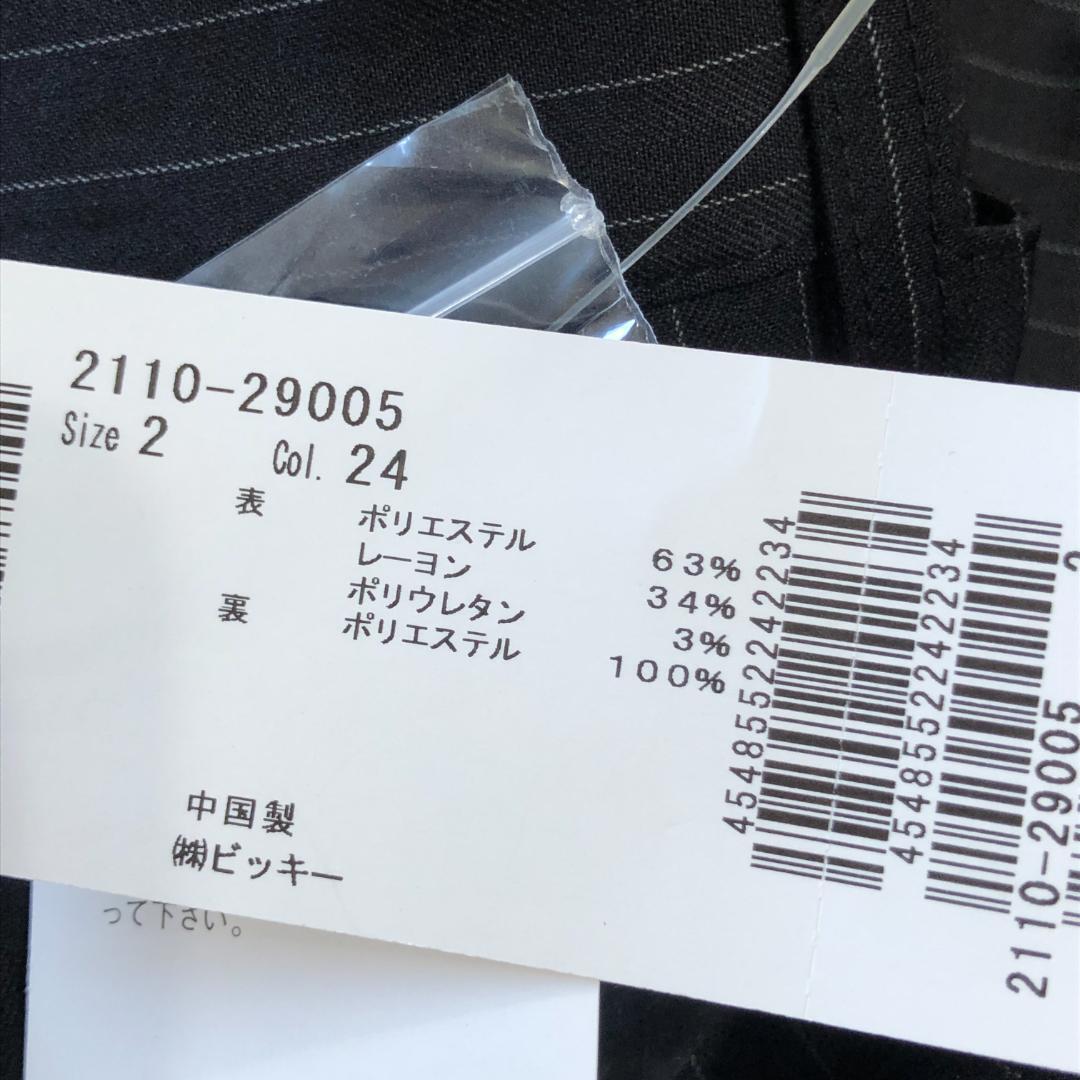 2110-29005
Size 2 Col. 24
表 ポリエステル 63%
レーヨン 34%
ポリウレタン 3%
裏 ポリエステル 100%
中国製
㈱ビッキー
って下さい。
4548552242234
4548552242234
2110-29005